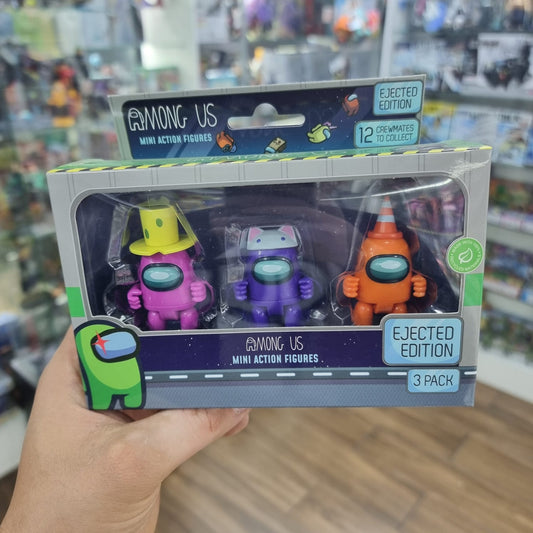 AMONG US
MINI ACTION FIGURES
EJECTED
EDITION
12 CREWMATES
TO COLLECT
AMONG US
MINI ACTION FIGURES
EJECTED
EDITION
3 PACK